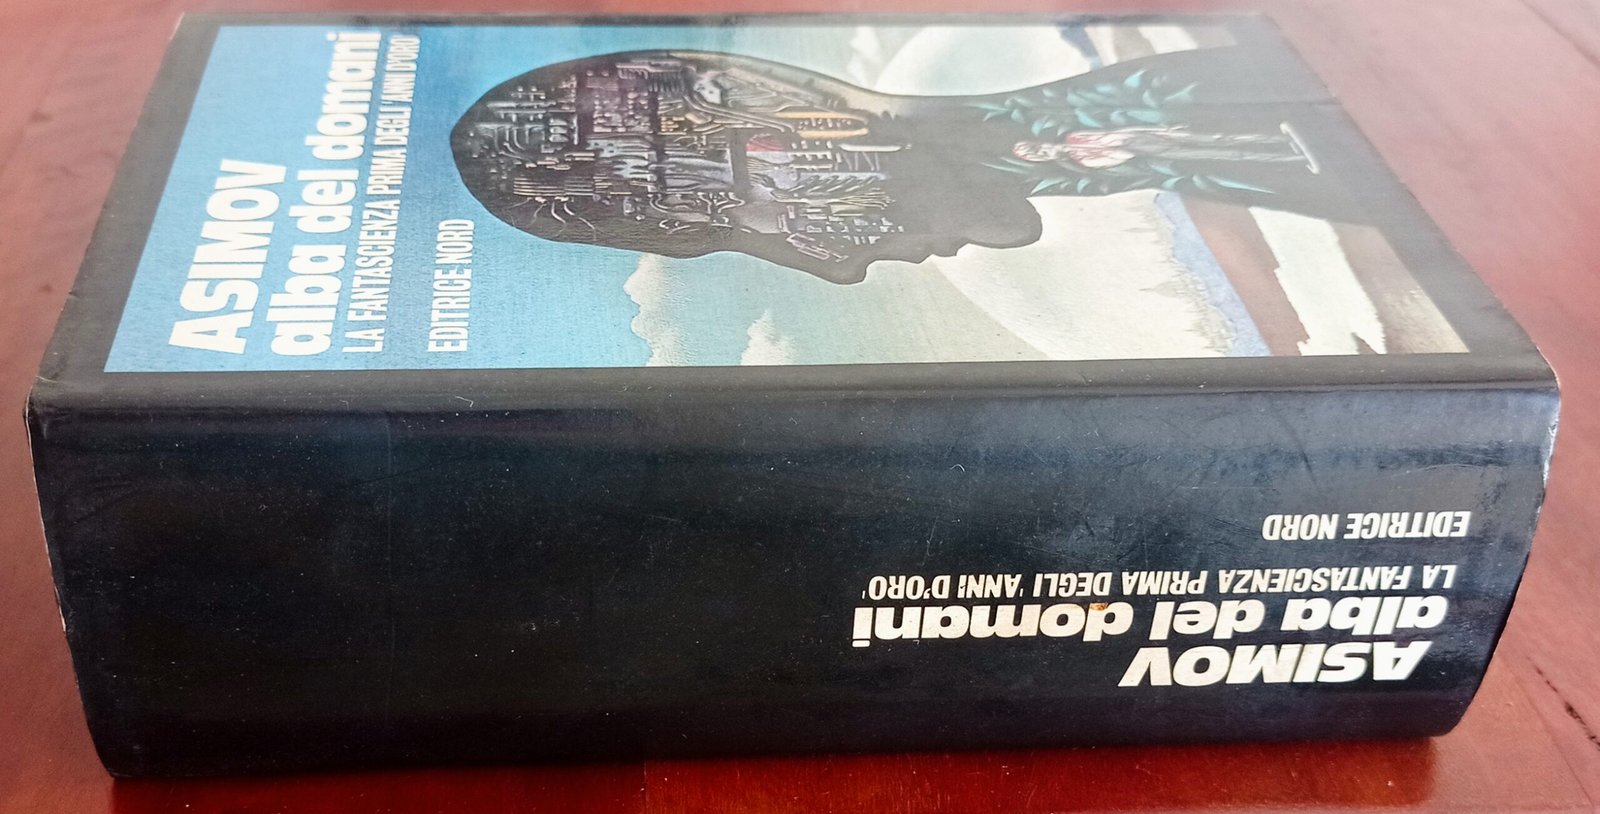 ASIMOV
alba del domani
LA FANTASCIENZA PRIMA DEGLI 'ANNI D'ORO'
EDITRICE NORD
ASIMOV
alba del domani
LA FANTASCIENZA PRIMA DEGLI 'ANNI D'ORO'
EDITRICE NORD